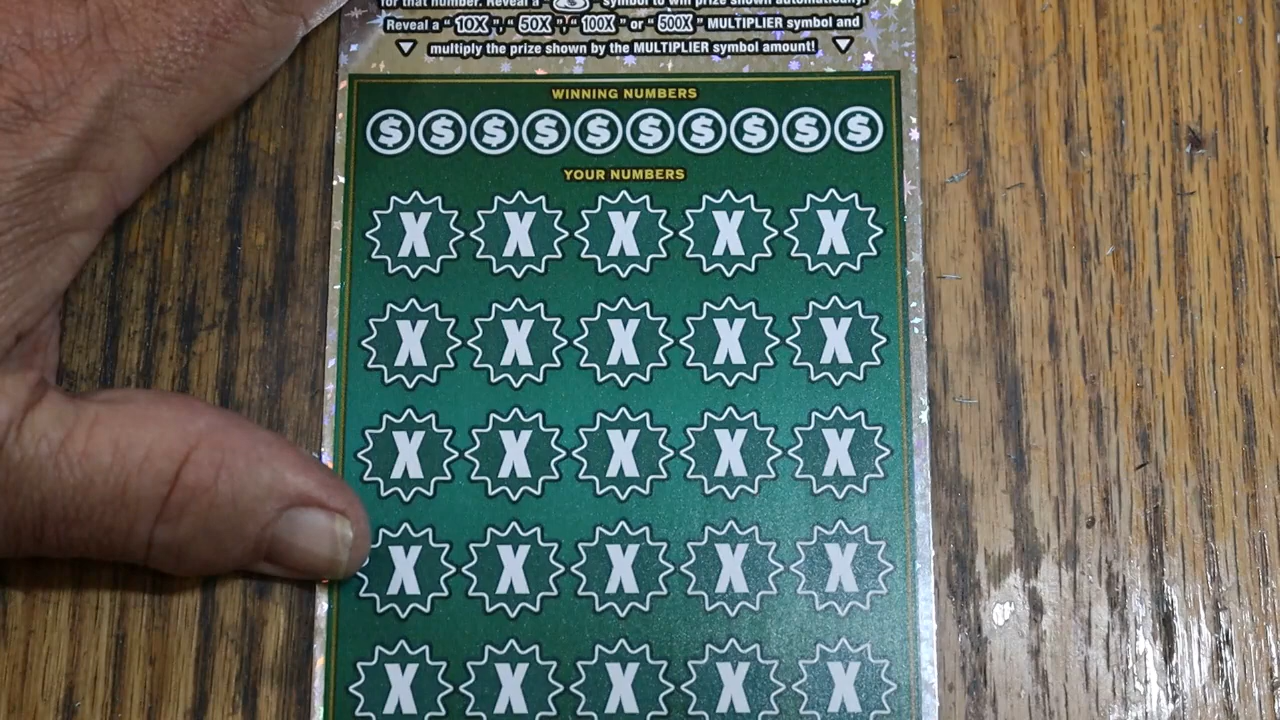 for that number. Reveal a " " symbol to win prize shown automatically.
Reveal a "10X", "50X", "100X" or "500X" MULTIPLIER symbol and
multiply the prize shown by the MULTIPLIER symbol amount!
WINNING NUMBERS
$ $ $ $ $ $ $ $ $ $
YOUR NUMBERS
X X X X X
X X X X X
X X X X X
X X X X X
X X X X X